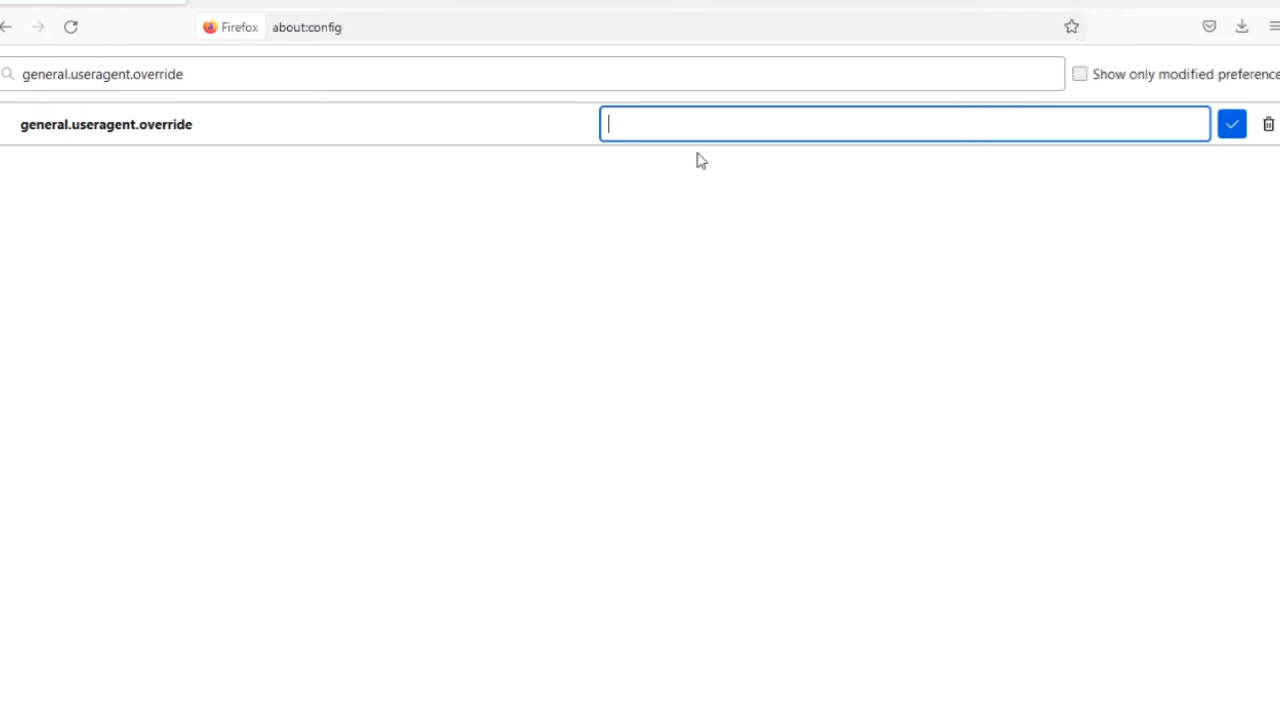 Firefox about:config
general.useragent.override
Show only modified preference
general.useragent.override